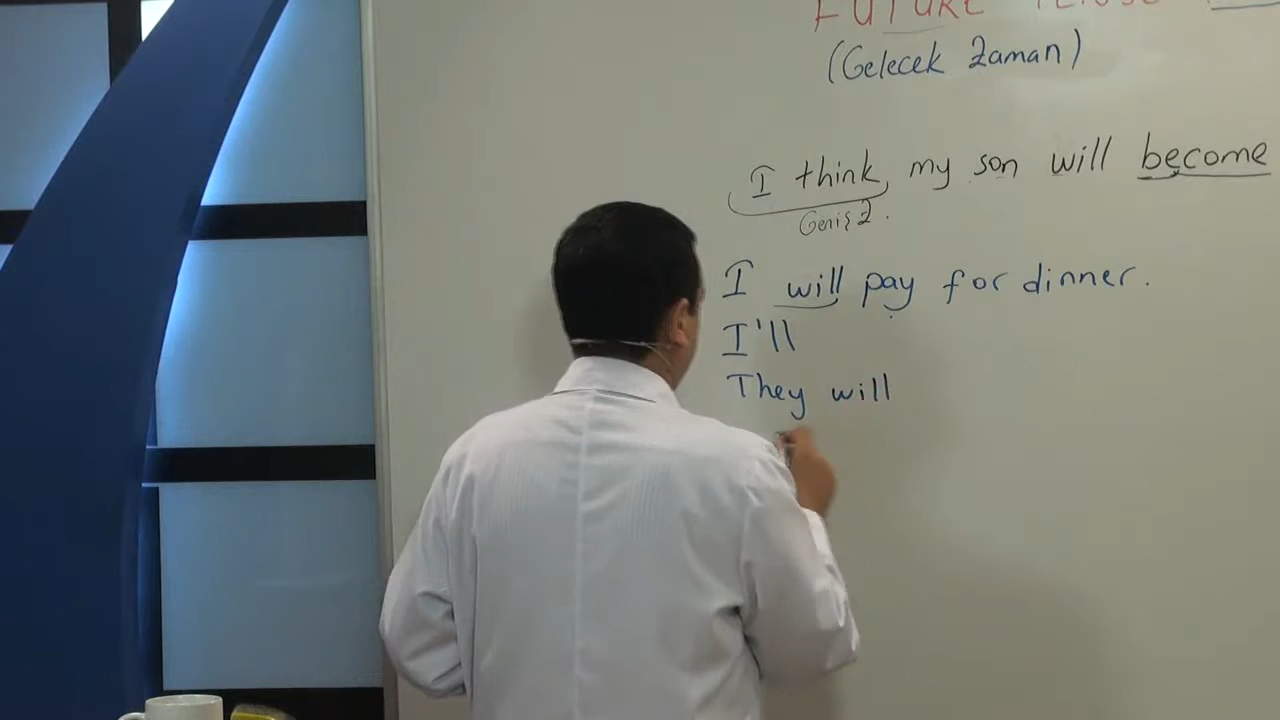 FUTURE Tense
(Gelecek Zaman)
I think, my son will become
Geniş Z.
I will pay for dinner.
I'll
They will